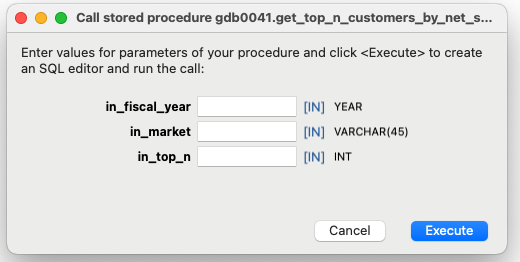 Call stored procedure gdb0041.get_top_n_customers_by_net_s...
Enter values for parameters of your procedure and click <Execute> to create
an SQL editor and run the call:
in_fiscal_year [IN] YEAR
in_market [IN] VARCHAR(45)
in_top_n [IN] INT
Cancel Execute